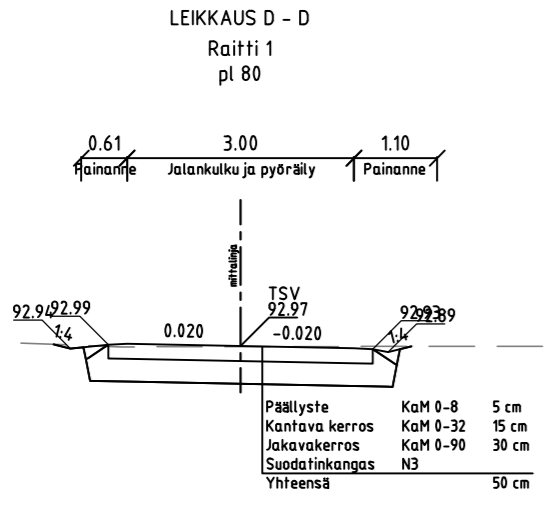 LEIKKAUS D - D
Raitti 1
pl 80
0.61 3.00 1.10
Painanne Jalankulku ja pyöräily Painanne
mittalinja
TSV
92.94 92.99 92.97 92.93 92.89
1:4 0.020 -0.020 1:4
Päällyste KaM 0-8 5 cm
Kantava kerros KaM 0-32 15 cm
Jakavakerros KaM 0-90 30 cm
Suodatinkangas N3
Yhteensä 50 cm